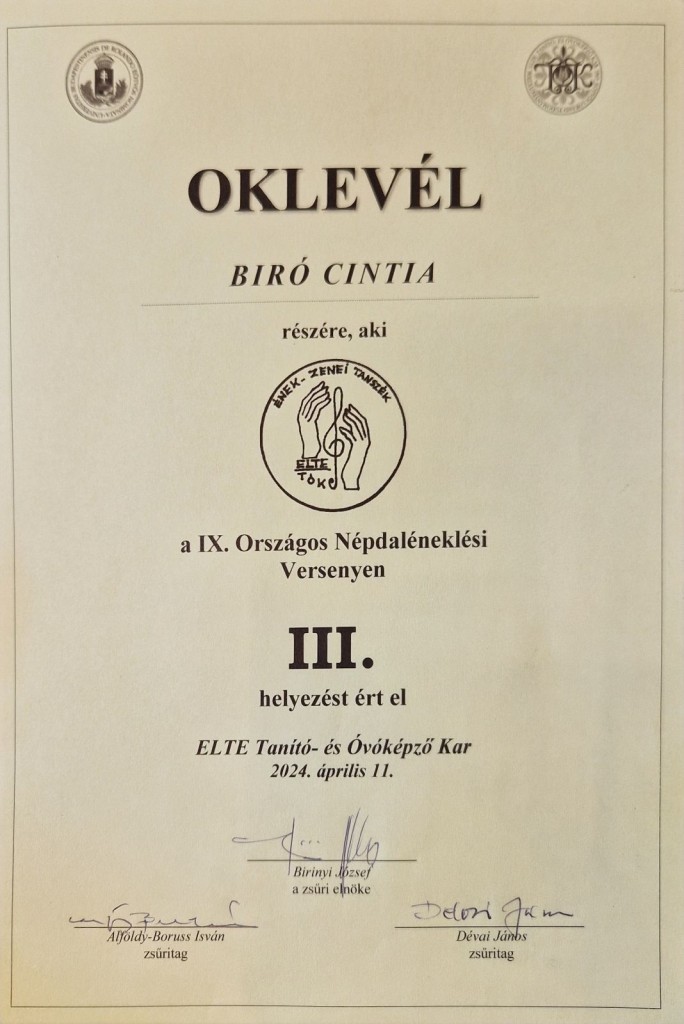 OKLEVÉL
BIRÓ CINTIA
részére, aki
ÉNEK-ZENEI TANSZÉK
ELTE
TÓK
a IX. Országos Népdaléneklési
Versenyen
III.
helyezést ért el
ELTE Tanító- és Óvóképző Kar
2024. április 11.
Birinyi József
a zsűri elnöke
Alföldy-Boruss István
zsűritag
Dévai János
zsűritag